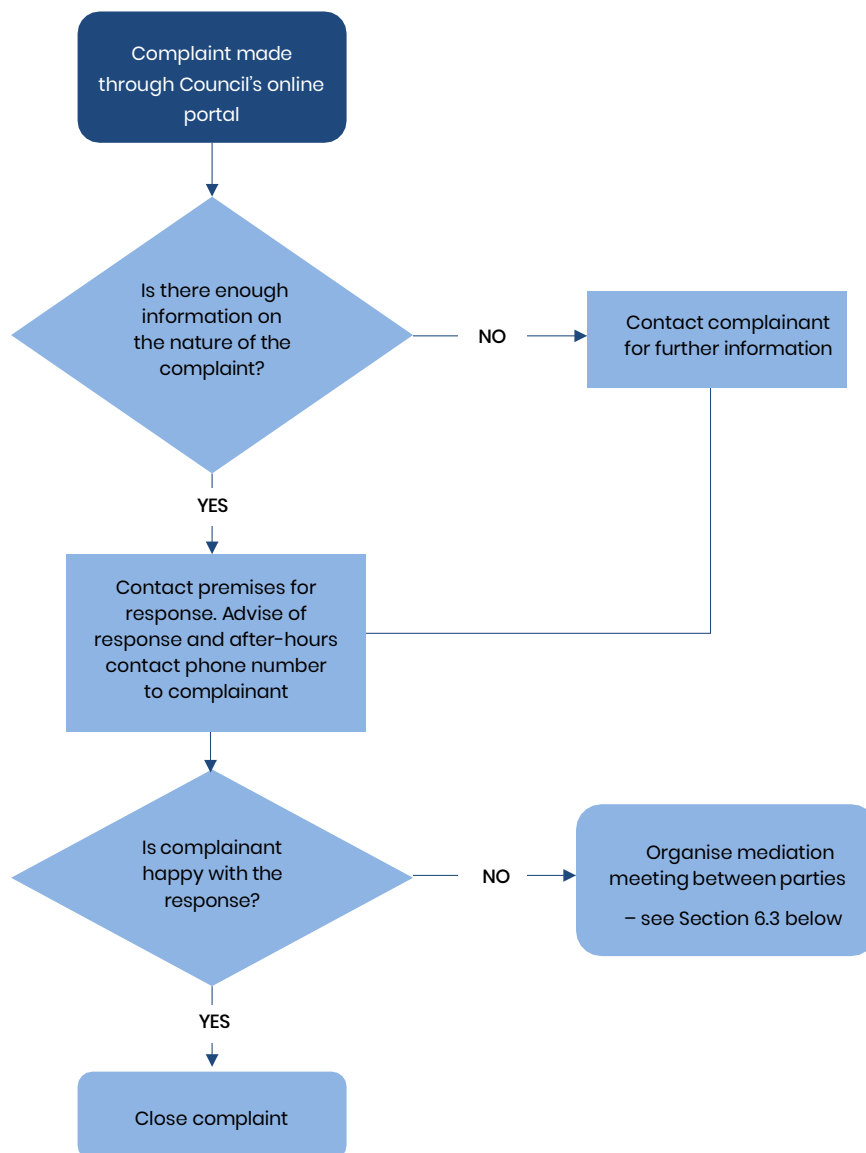 Complaint made
through Council's online
portal
Is there enough
information on
the nature of the
complaint?
NO
Contact complainant
for further information
YES
Contact premises for
response. Advise of
response and after-hours
contact phone number
to complainant
Is complainant
happy with the
response?
NO
Organise mediation
meeting between parties
– see Section 6.3 below
YES
Close complaint